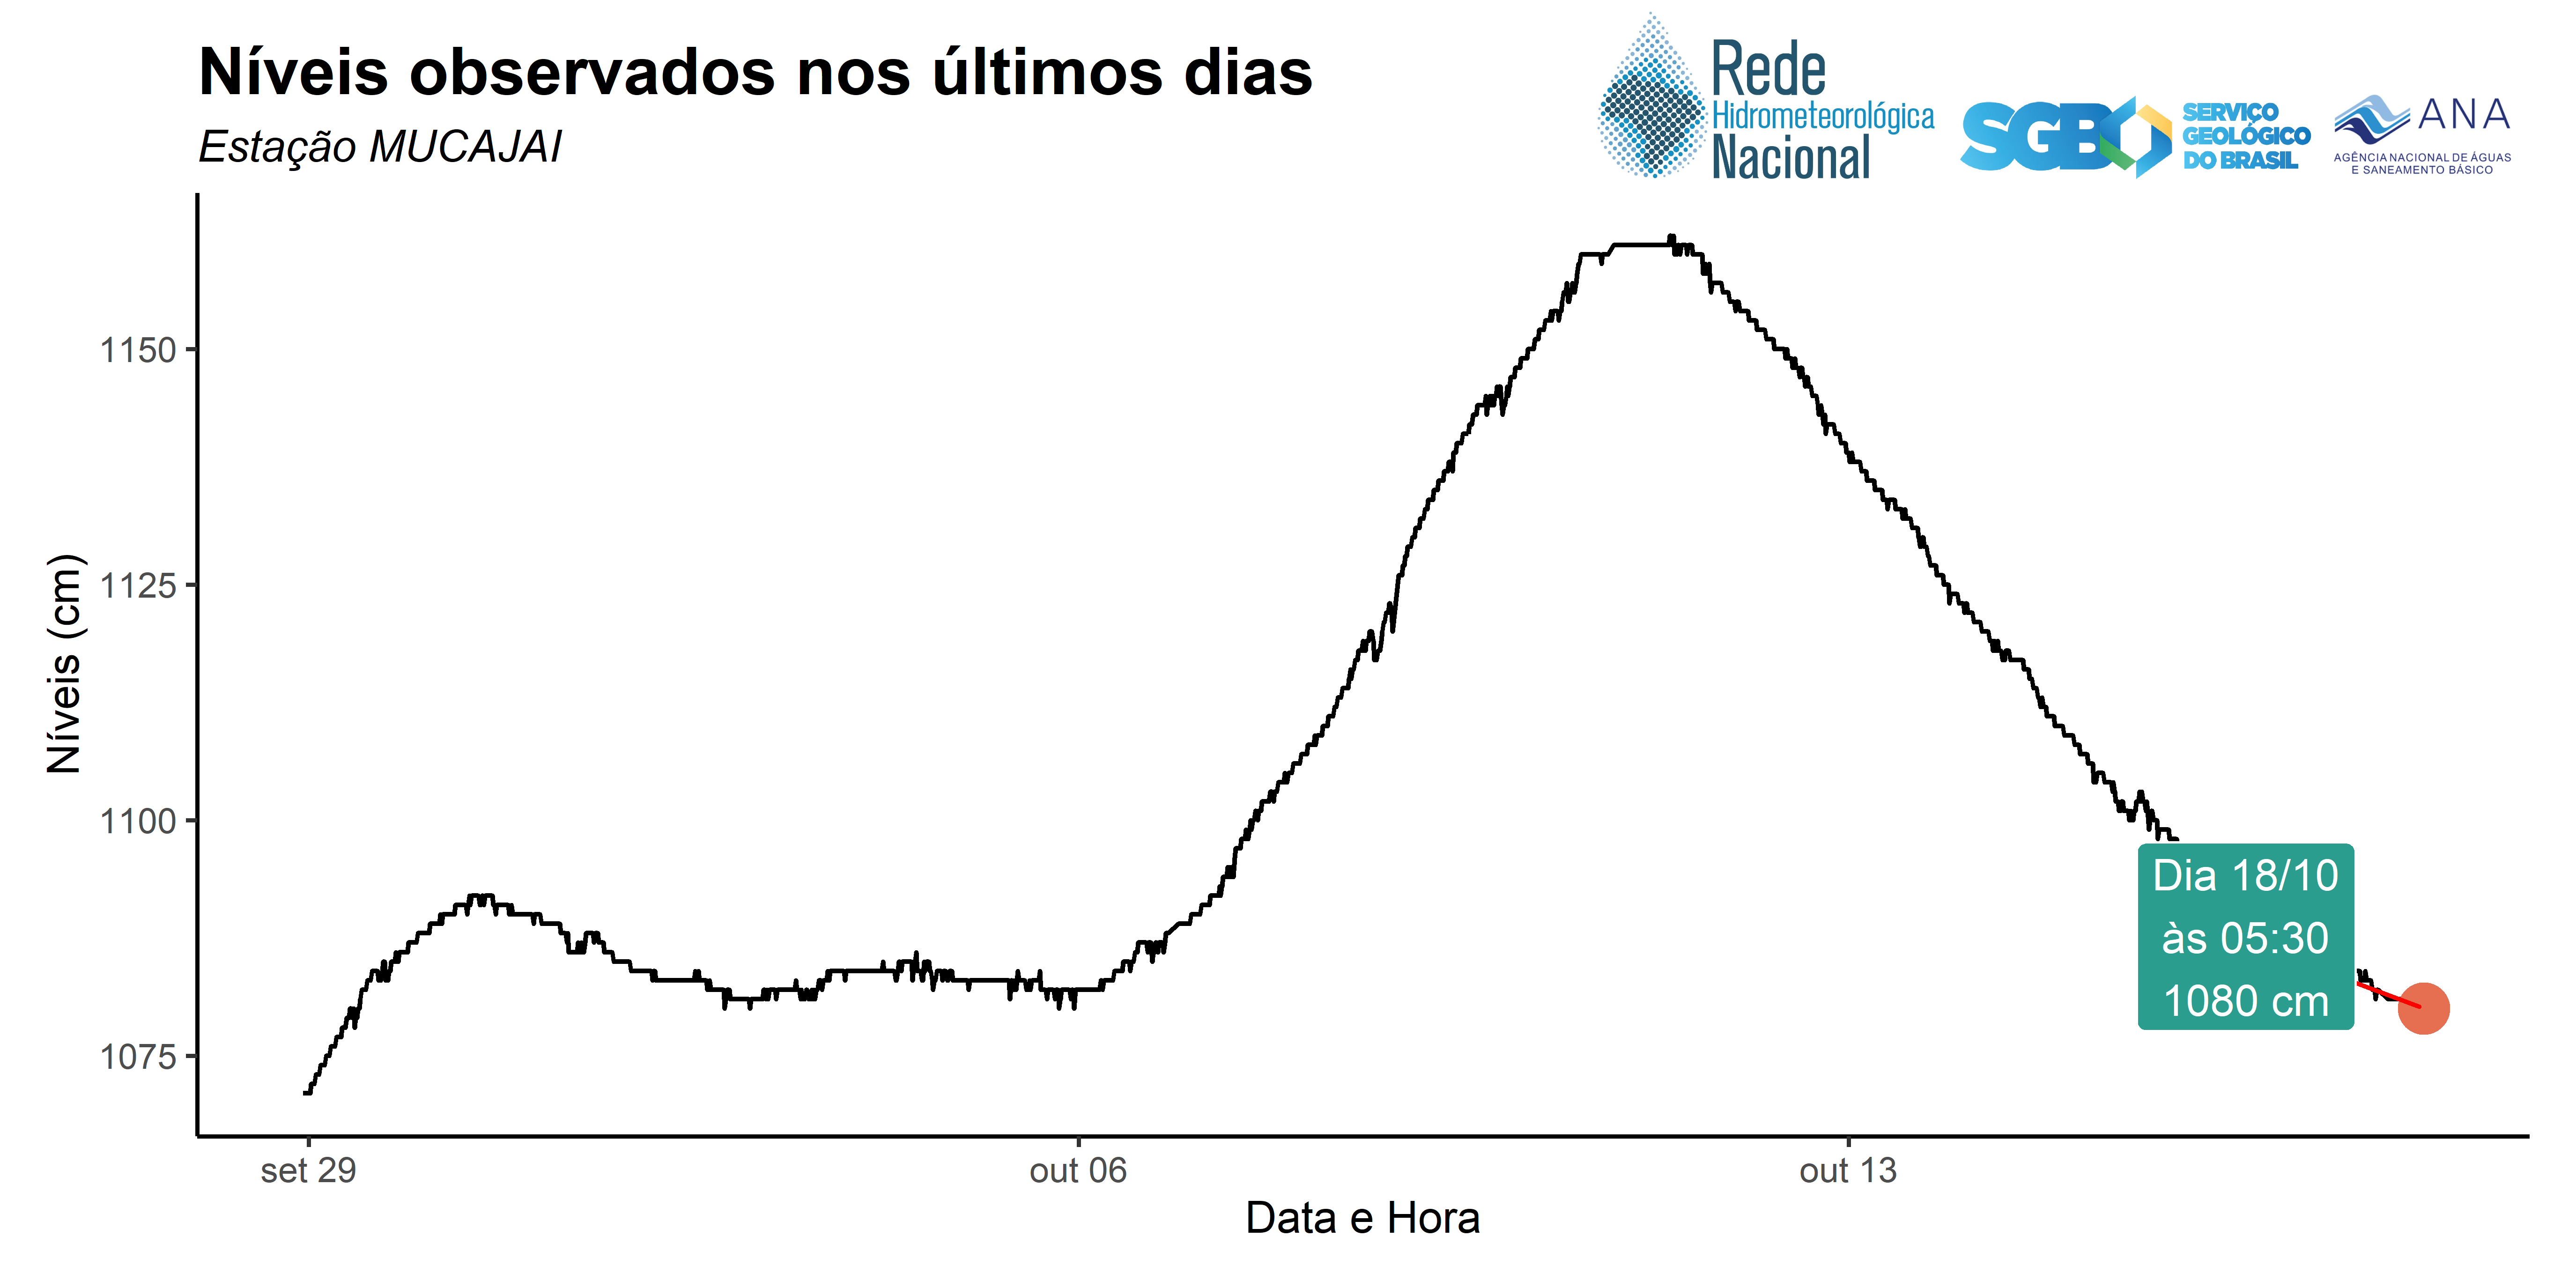 Níveis observados nos últimos dias
Estação MUCAJAI
Rede
Hidrometeorológica
Nacional
SGB
SERVIÇO
GEOLÓGICO
DO BRASIL
ANA
AGÊNCIA NACIONAL DE ÁGUAS
E SANEAMENTO BÁSICO
Níveis (cm)
1150
1125
1100
1075
Dia 18/10
às 05:30
1080 cm
set 29
out 06
out 13
Data e Hora